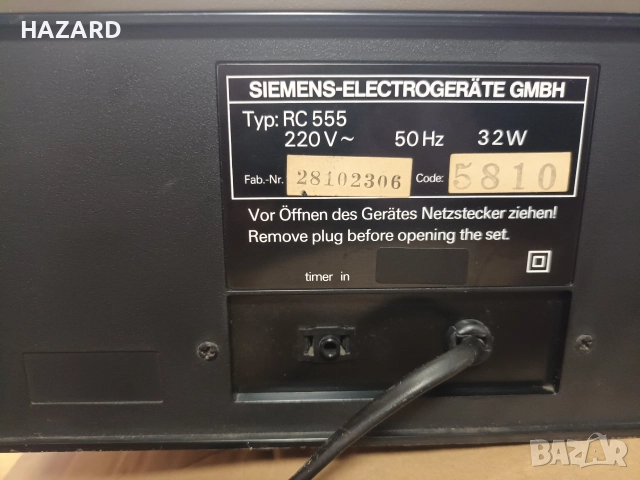 HAZARD
SIEMENS-ELECTROGERÄTE GMBH
Typ: RC 555
220 V ~ 50 Hz 32 W
Fab.-Nr. 28102306 Code: 5810
Vor Öffnen des Gerätes Netzstecker ziehen!
Remove plug before opening the set.
timer in
BAZAR